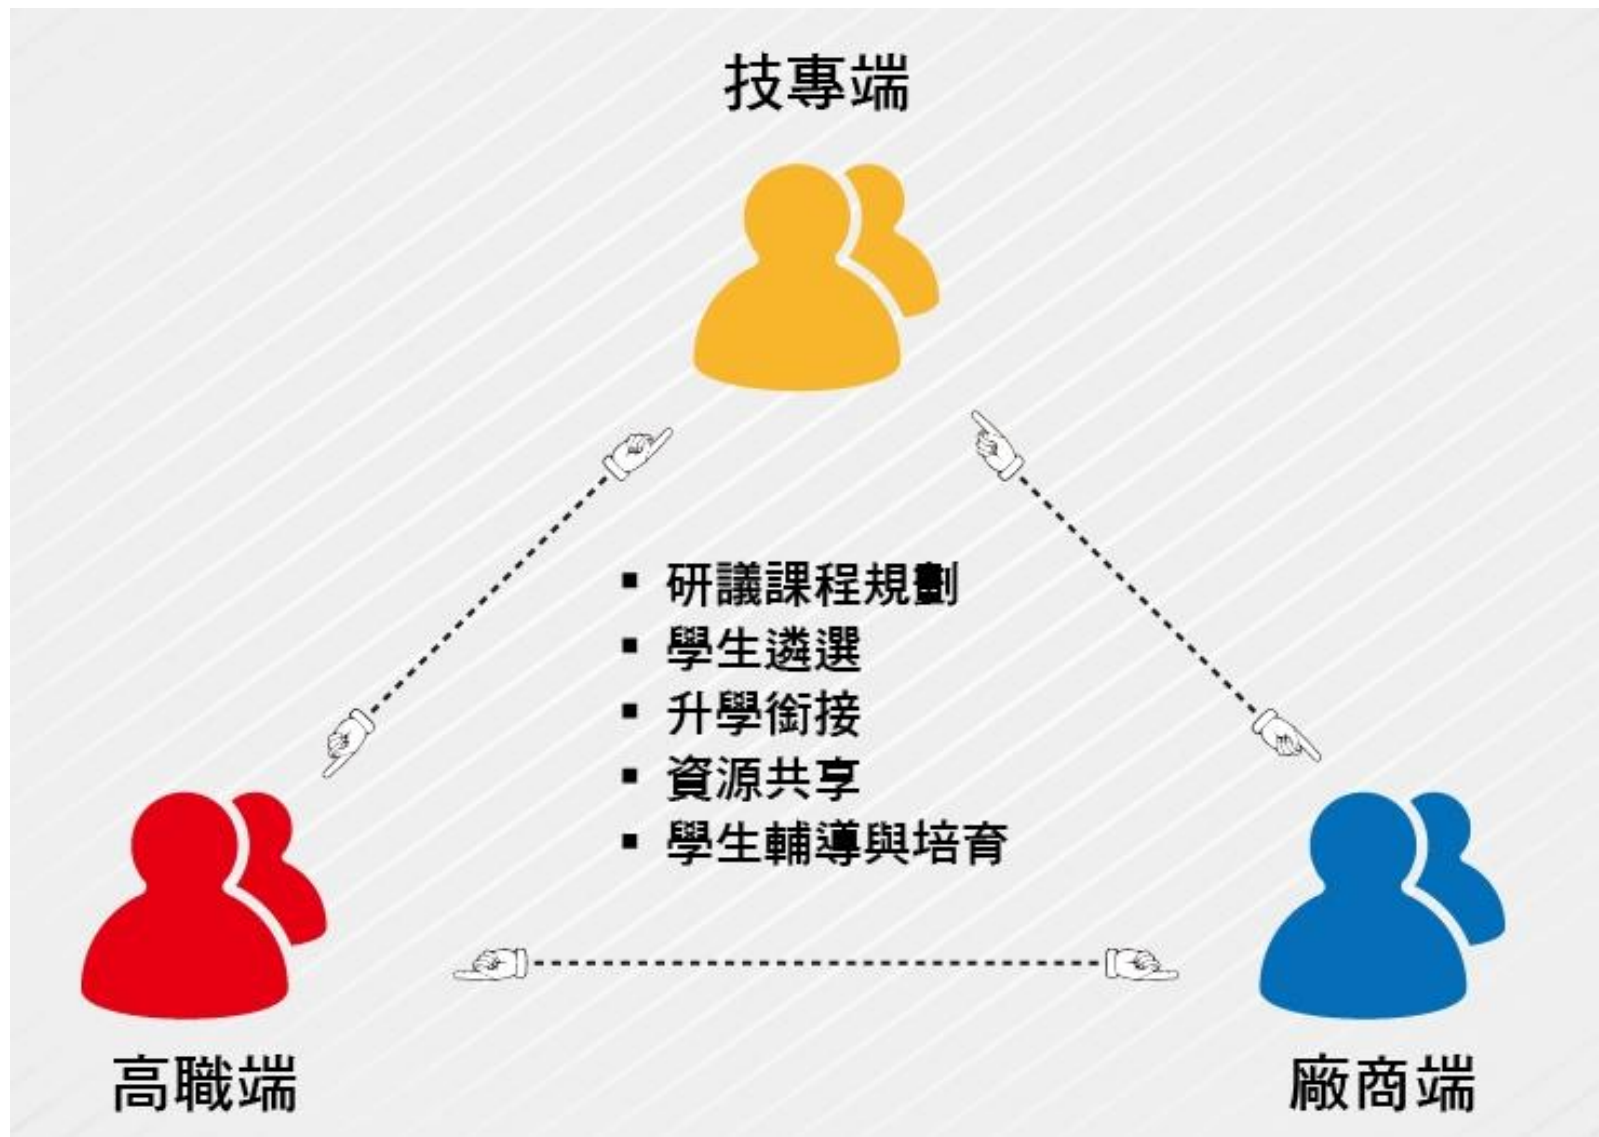 技專端
▪ 研議課程規劃
▪ 學生遴選
▪ 升學銜接
▪ 資源共享
▪ 學生輔導與培育
高職端
廠商端